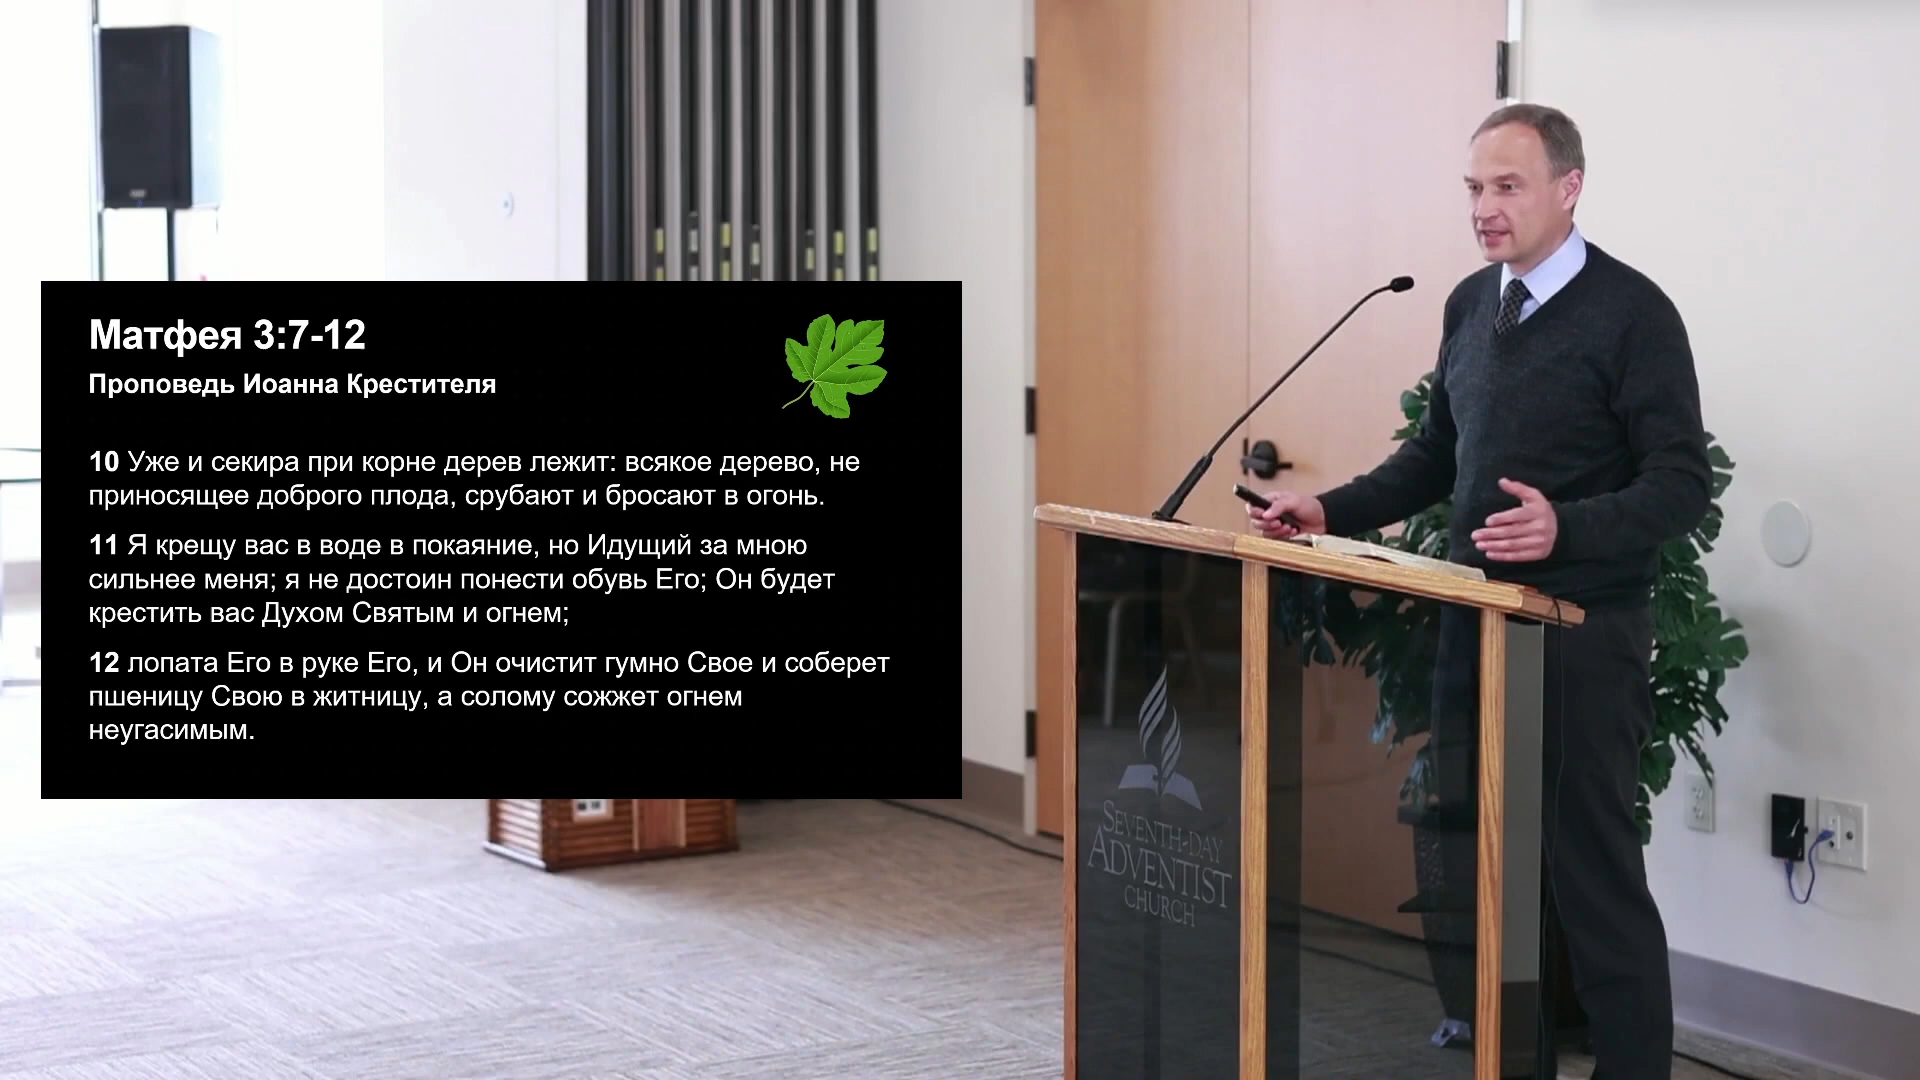 Матфея 3:7-12
Проповедь Иоанна Крестителя
10 Уже и секира при корне дерев лежит: всякое дерево, не
приносящее доброго плода, срубают и бросают в огонь.
11 Я крещу вас в воде в покаяние, но Идущий за мною
сильнее меня; я не достоин понести обувь Его; Он будет
крестить вас Духом Святым и огнем;
12 лопата Его в руке Его, и Он очистит гумно Свое и соберет
пшеницу Свою в житницу, а солому сожжет огнем
неугасимым.
SEVENTH-DAY
ADVENTIST
CHURCH